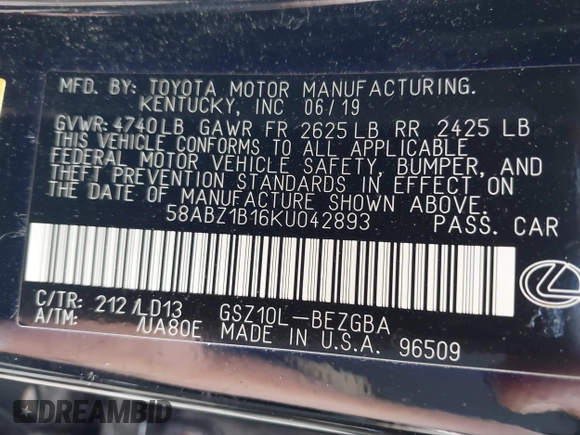 MFD. BY: TOYOTA MOTOR MANUFACTURING.
KENTUCKY, INC 06/19
GVWR: 4740LB GAWR FR 2625LB RR 2425 LB
THIS VEHICLE CONFORMS TO ALL APPLICABLE
FEDERAL MOTOR VEHICLE SAFETY, BUMPER, AND
THEFT PREVENTION STANDARDS IN EFFECT ON
THE DATE OF MANUFACTURE SHOWN ABOVE.
58ABZ1B16KU042893 PASS. CAR
C/TR: 212 /LD13 GSZ10L-BEZGBA
A/TM: /UA80E MADE IN U.S.A. 96509
DREAMBID